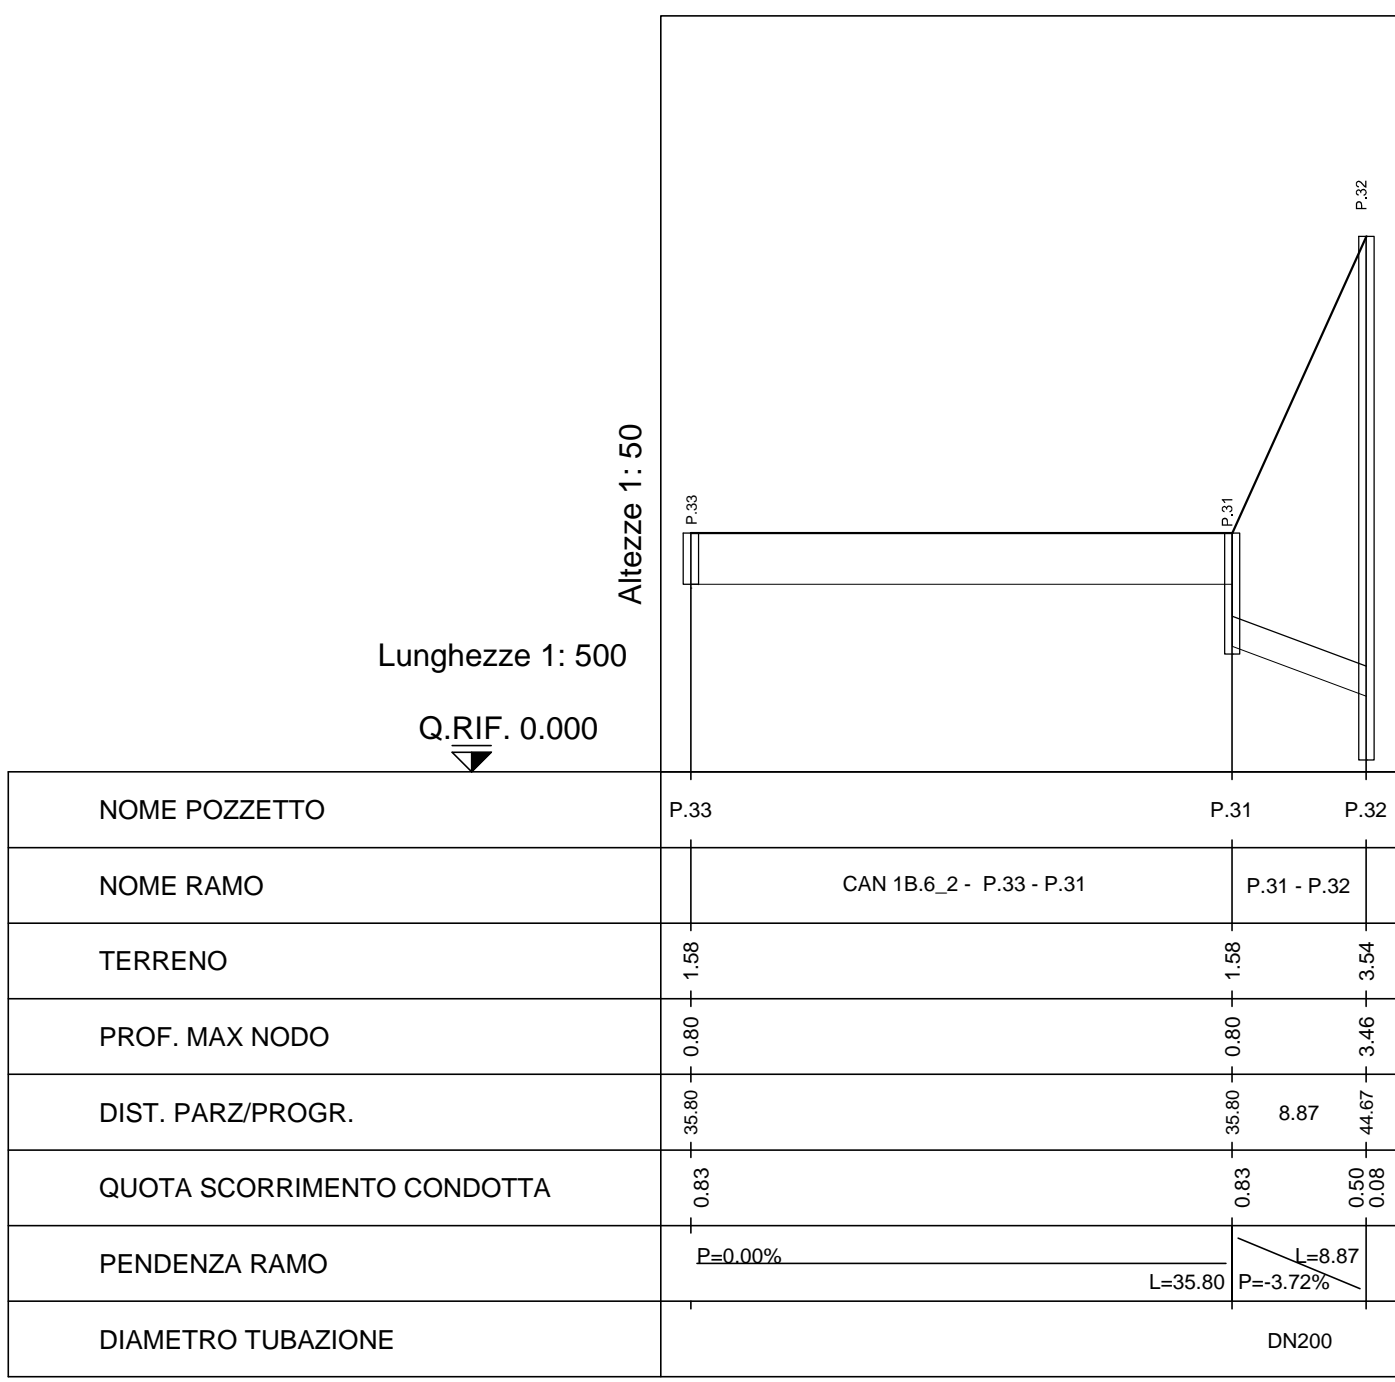 P.32
Altezze 1: 50
P.33
P.31
Lunghezze 1: 500
Q.RIF. 0.000
NOME POZZETTO P.33 P.31 P.32
NOME RAMO CAN 1B.6_2 - P.33 - P.31 P.31 - P.32
TERRENO 1.58 1.58 3.54
PROF. MAX NODO 0.80 0.80 3.46
DIST. PARZ/PROGR. 35.80 35.80 8.87 44.67
QUOTA SCORRIMENTO CONDOTTA 0.83 0.83 0.50 0.08
PENDENZA RAMO P=0.00% L=35.80 L=8.87 P=-3.72%
DIAMETRO TUBAZIONE DN200